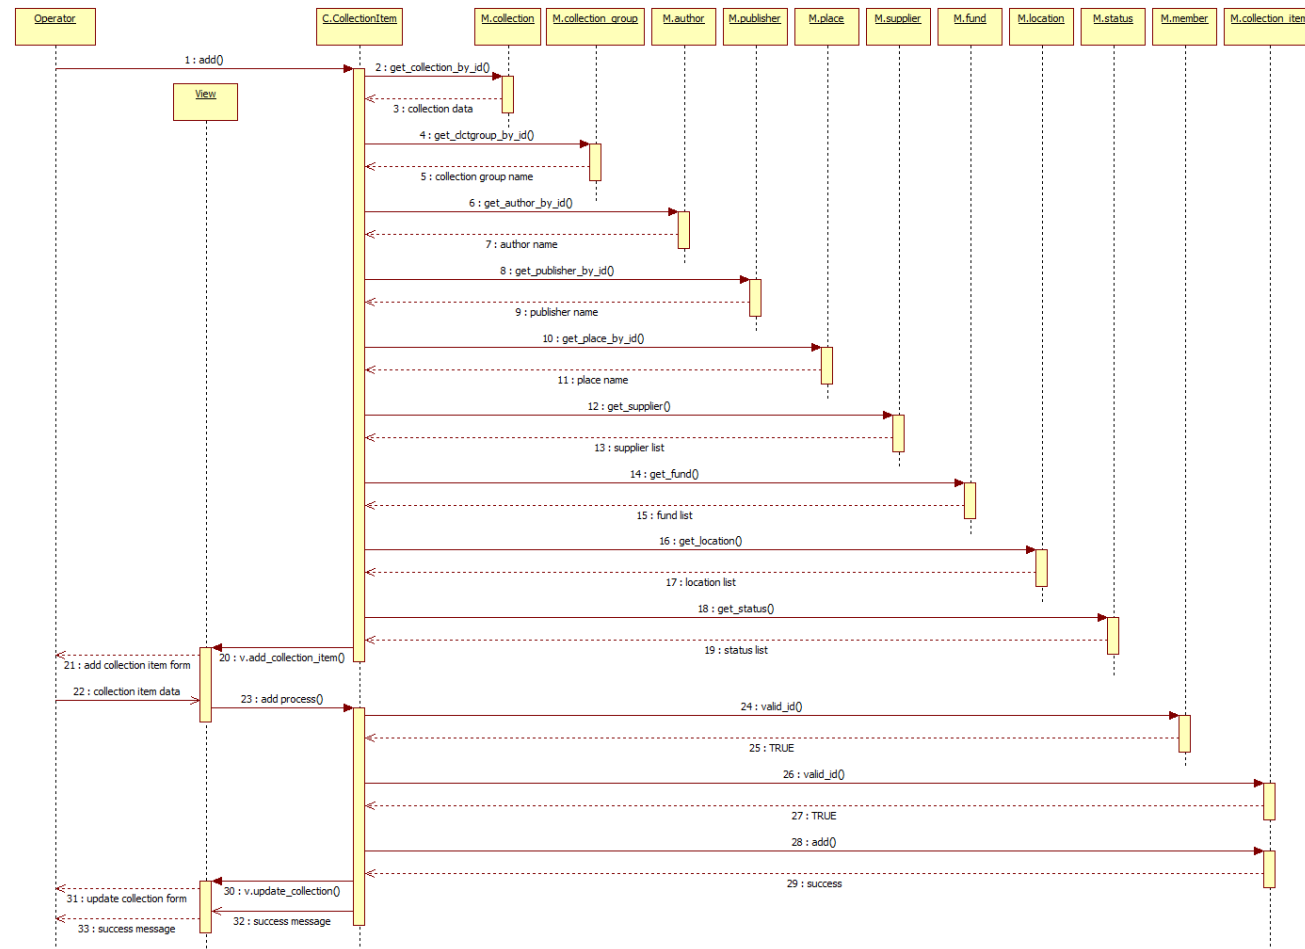 Operator
C.CollectionItem
M.collection
M.collection_group
M.author
M.publisher
M.place
M.supplier
M.fund
M.location
M.status
M.member
M.collection_item
View
1 : add()
2 : get_collection_by_id()
3 : collection data
4 : get_clctgroup_by_id()
5 : collection group name
6 : get_author_by_id()
7 : author name
8 : get_publisher_by_id()
9 : publisher name
10 : get_place_by_id()
11 : place name
12 : get_supplier()
13 : supplier list
14 : get_fund()
15 : fund list
16 : get_location()
17 : location list
18 : get_status()
19 : status list
20 : v.add_collection_item()
21 : add collection item form
22 : collection item data
23 : add process()
24 : valid_id()
25 : TRUE
26 : valid_id()
27 : TRUE
28 : add()
29 : success
30 : v.update_collection()
31 : update collection form
32 : success message
33 : success message